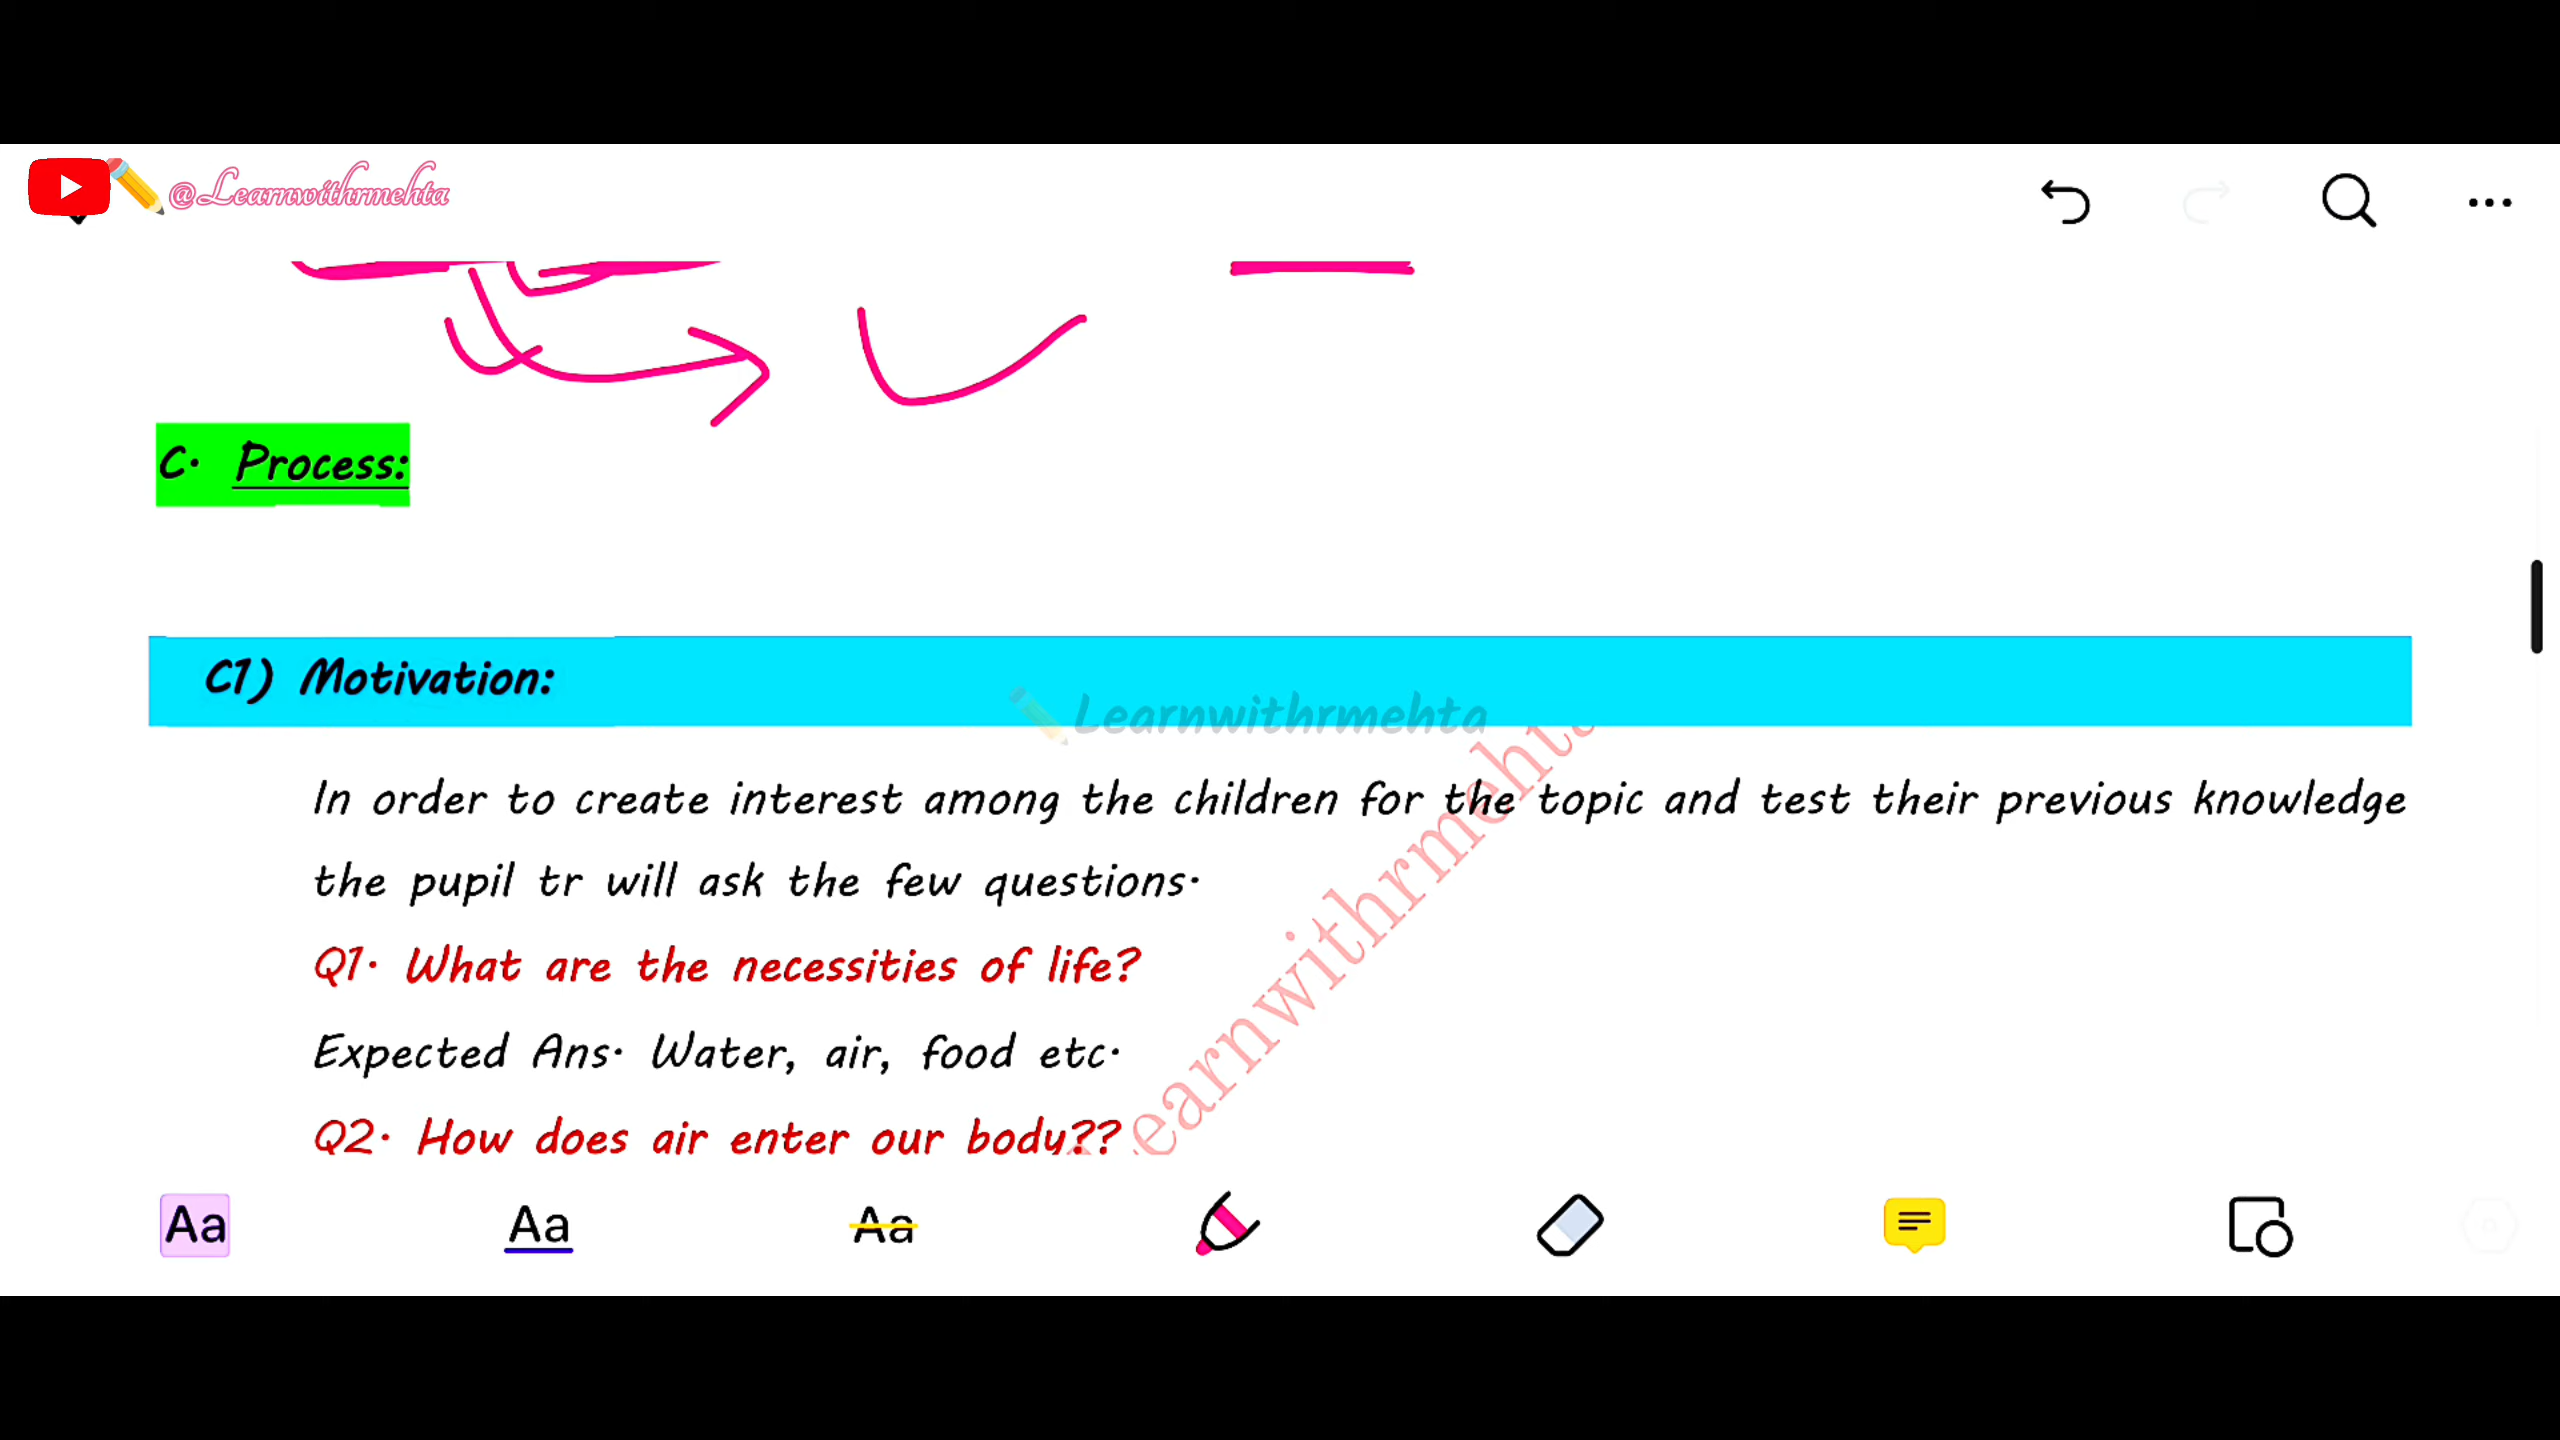 @Learnwithrmehta
C. Process:
C1) Motivation:
Learnwithrmehta
In order to create interest among the children for the topic and test their previous knowledge
the pupil tr will ask the few questions.
Q1. What are the necessities of life?
Expected Ans. Water, air, food etc.
Q2. How does air enter our body??
earnwithrmehta
Aa
Aa
Aa